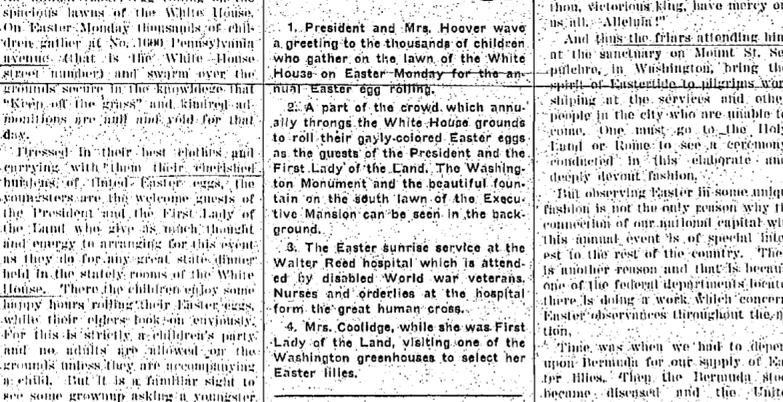 spacious lawns of the White House.
On Easter Monday thousands of chil-
dren gather at No. 1600 Pennsylvania
avenue (that is the White House
street number) and swarm over the
grounds secure in the knowledge that
"Keep off the grass" and kindred ad-
monitions are null and void for that
day.
Dressed in their best clothes and
carrying with them their cherished
burdens of tinted Easter eggs, the
youngsters are the welcome guests of
the President and the First Lady of
the Land who give as much thought
and energy to arranging for this event
as they do for any great state dinner
held in the stately rooms of the White
House. There the children enjoy some
happy hours rolling their Easter eggs,
while their elders look on enviously.
For this is strictly a children's party
and no adults are allowed on the
grounds unless they are accompanying
a child. But it is a familiar sight to
see some grownup asking a youngster
1. President and Mrs. Hoover wave
a greeting to the thousands of children
who gather on the lawn of the White
House on Easter Monday for the an-
nual Easter egg rolling.
2. A part of the crowd which annu-
ally throngs the White House grounds
to roll their gayly-colored Easter eggs
as the guests of the President and the
First Lady of the Land. The Washing-
ton Monument and the beautiful foun-
tain on the south lawn of the Execu-
tive Mansion can be seen in the back-
ground.
3. The Easter sunrise service at the
Walter Reed hospital which is attend-
ed by disabled World war veterans.
Nurses and orderlies at the hospital
form the great human cross.
4. Mrs. Coolidge, while she was First
Lady of the Land, visiting one of the
Washington greenhouses to select her
Easter lilies.
thou, victorious king, have mercy on
us all. Alleluia!"
And thus the friars attending him
at the sanctuary on Mount St. Se-
pulchre, in Washington, bring the
spirit of Eastertide to pilgrims wor-
shiping at the services and other
people in the city who are unable to
come. One must go to the Holy
Land or Rome to see a ceremony
conducted in this elaborate and
deeply devout fashion.
But observing Easter in some uniqu
fashion is not the only reason why th
connection of our national capital wit
this annual event is of special inter
est to the rest of the country. Ther
is another reason and that is becaus
one of the federal departments locate
there is doing a work which concern
Easter observances throughout the n
tion.
Time was when we had to depen
upon Bermuda for our supply of Eas
ter lilies. Then the Bermuda stoc
became diseased and the Unite